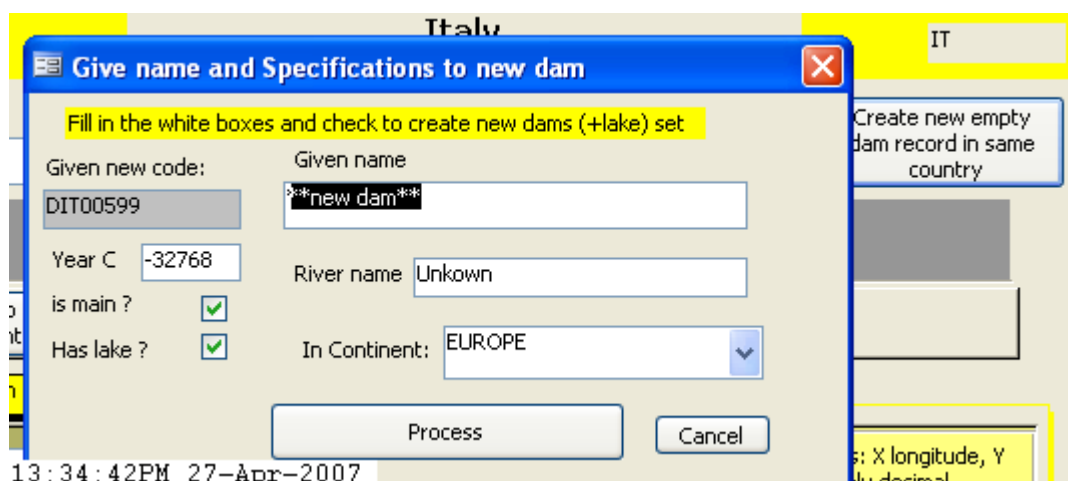 Italy
IT
Give name and Specifications to new dam
Fill in the white boxes and check to create new dams (+lake) set
Create new empty
dam record in same
country
Given new code:
Given name
DIT00599
**new dam**
Year C
-32768
River name
Unkown
is main ?
Has lake ?
In Continent:
EUROPE
Process
Cancel
13:34:42PM 27-Apr-2007
: X longitude, Y
decimal